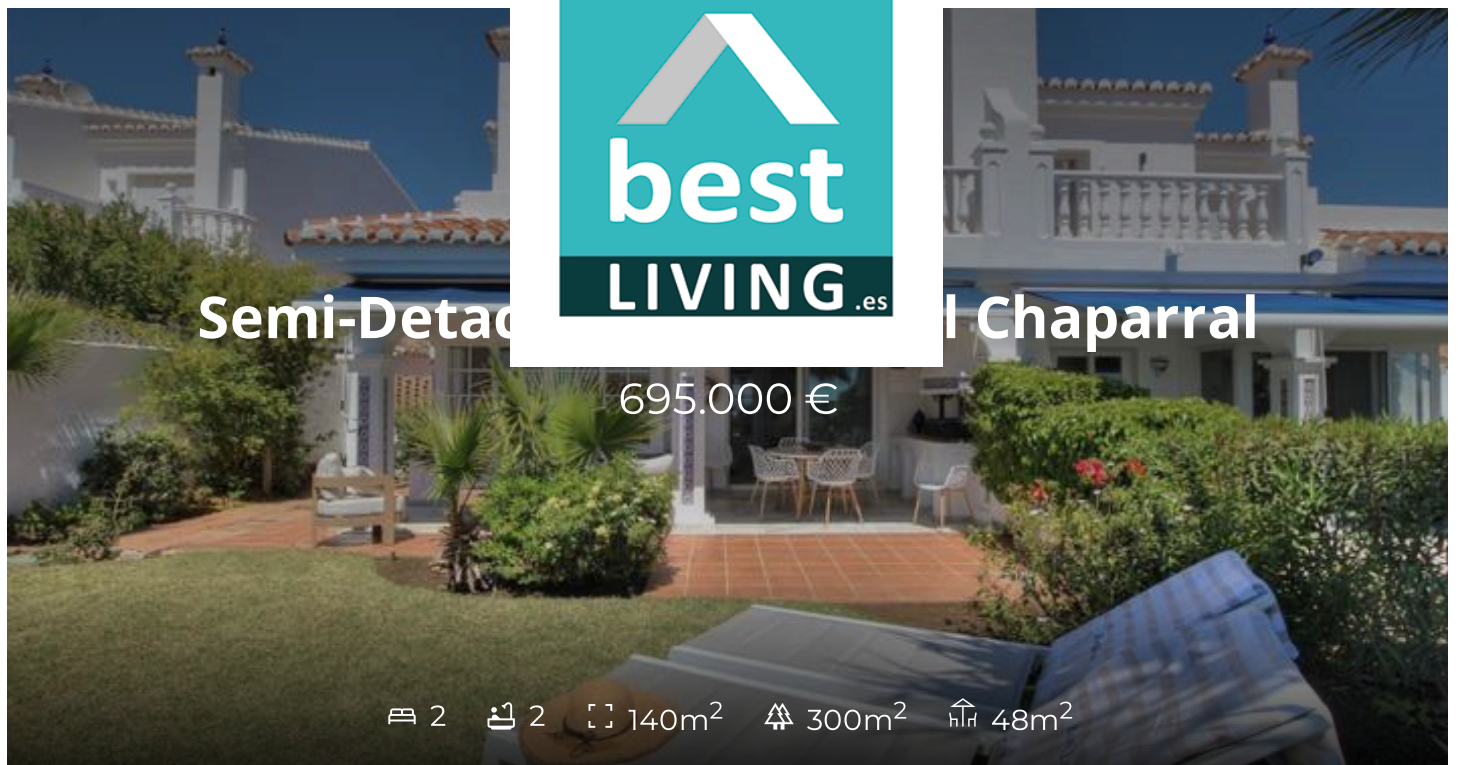 best
LIVING.es
Semi-Detac l Chaparral
695.000 €
2 2 140m² 300m² 48m²